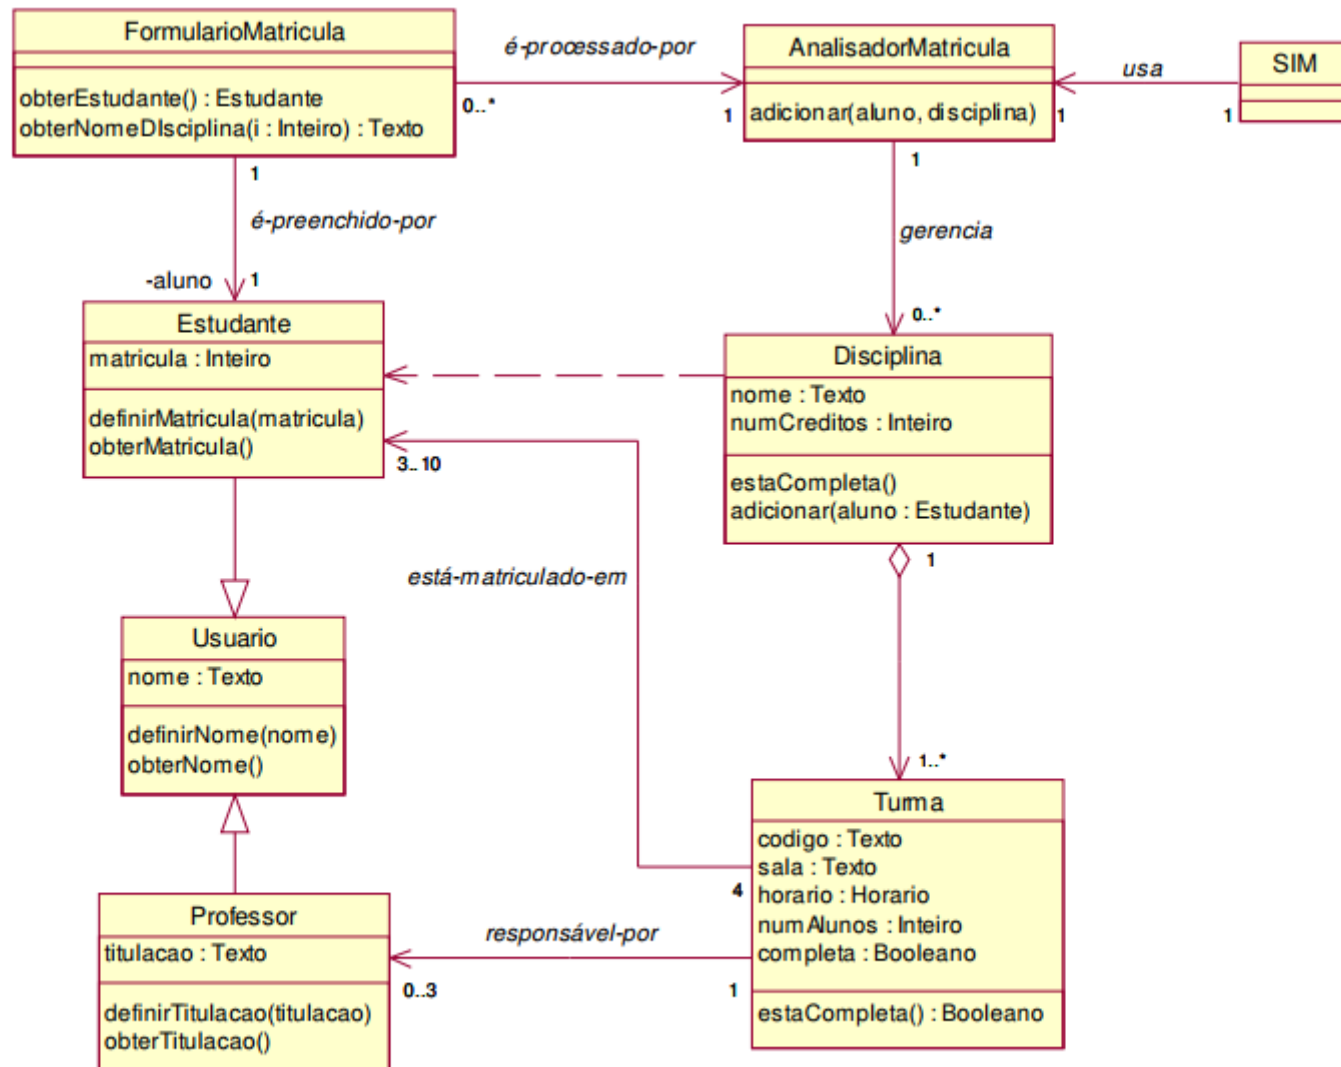 FormularioMatricula
obterEstudante() : Estudante
obterNomeDIsciplina(i : Inteiro) : Texto
é-processado-por
0..*
1
AnalisadorMatricula
adicionar(aluno, disciplina)
usa
1
1
SIM
1
é-preenchido-por
-aluno
1
1
gerencia
0..*
Estudante
matricula : Inteiro
definirMatricula(matricula)
obterMatricula()
3..10
Disciplina
nome : Texto
numCreditos : Inteiro
estaCompleta()
adicionar(aluno : Estudante)
1
está-matriculado-em
Usuario
nome : Texto
definirNome(nome)
obterNome()
1..*
Turma
codigo : Texto
sala : Texto
horario : Horario
numAlunos : Inteiro
completa : Booleano
estaCompleta() : Booleano
4
responsável-por
0..3
1
Professor
titulacao : Texto
definirTitulacao(titulacao)
obterTitulacao()